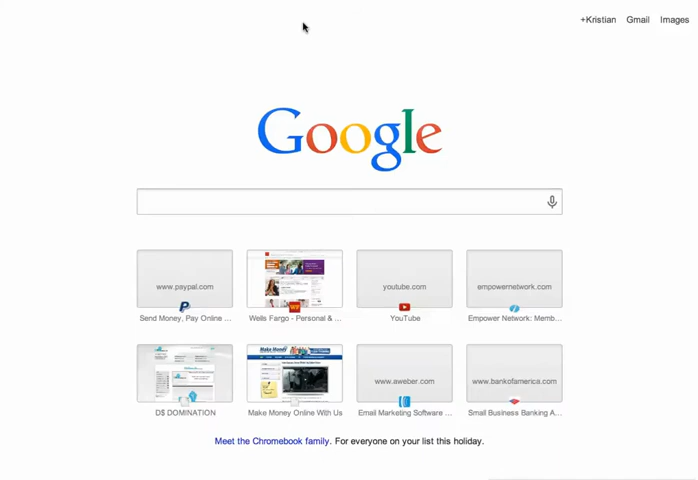 +Kristian Gmail Images
Google
www.paypal.com
youtube.com
empowernetwork.com
Send Money, Pay Online ...
Wells Fargo - Personal & ...
YouTube
Empower Network: Memb...
Make Money
www.aweber.com
www.bankofamerica.com
D$ DOMINATION
Make Money Online With Us
Email Marketing Software ...
Small Business Banking A...
Meet the Chromebook family. For everyone on your list this holiday.